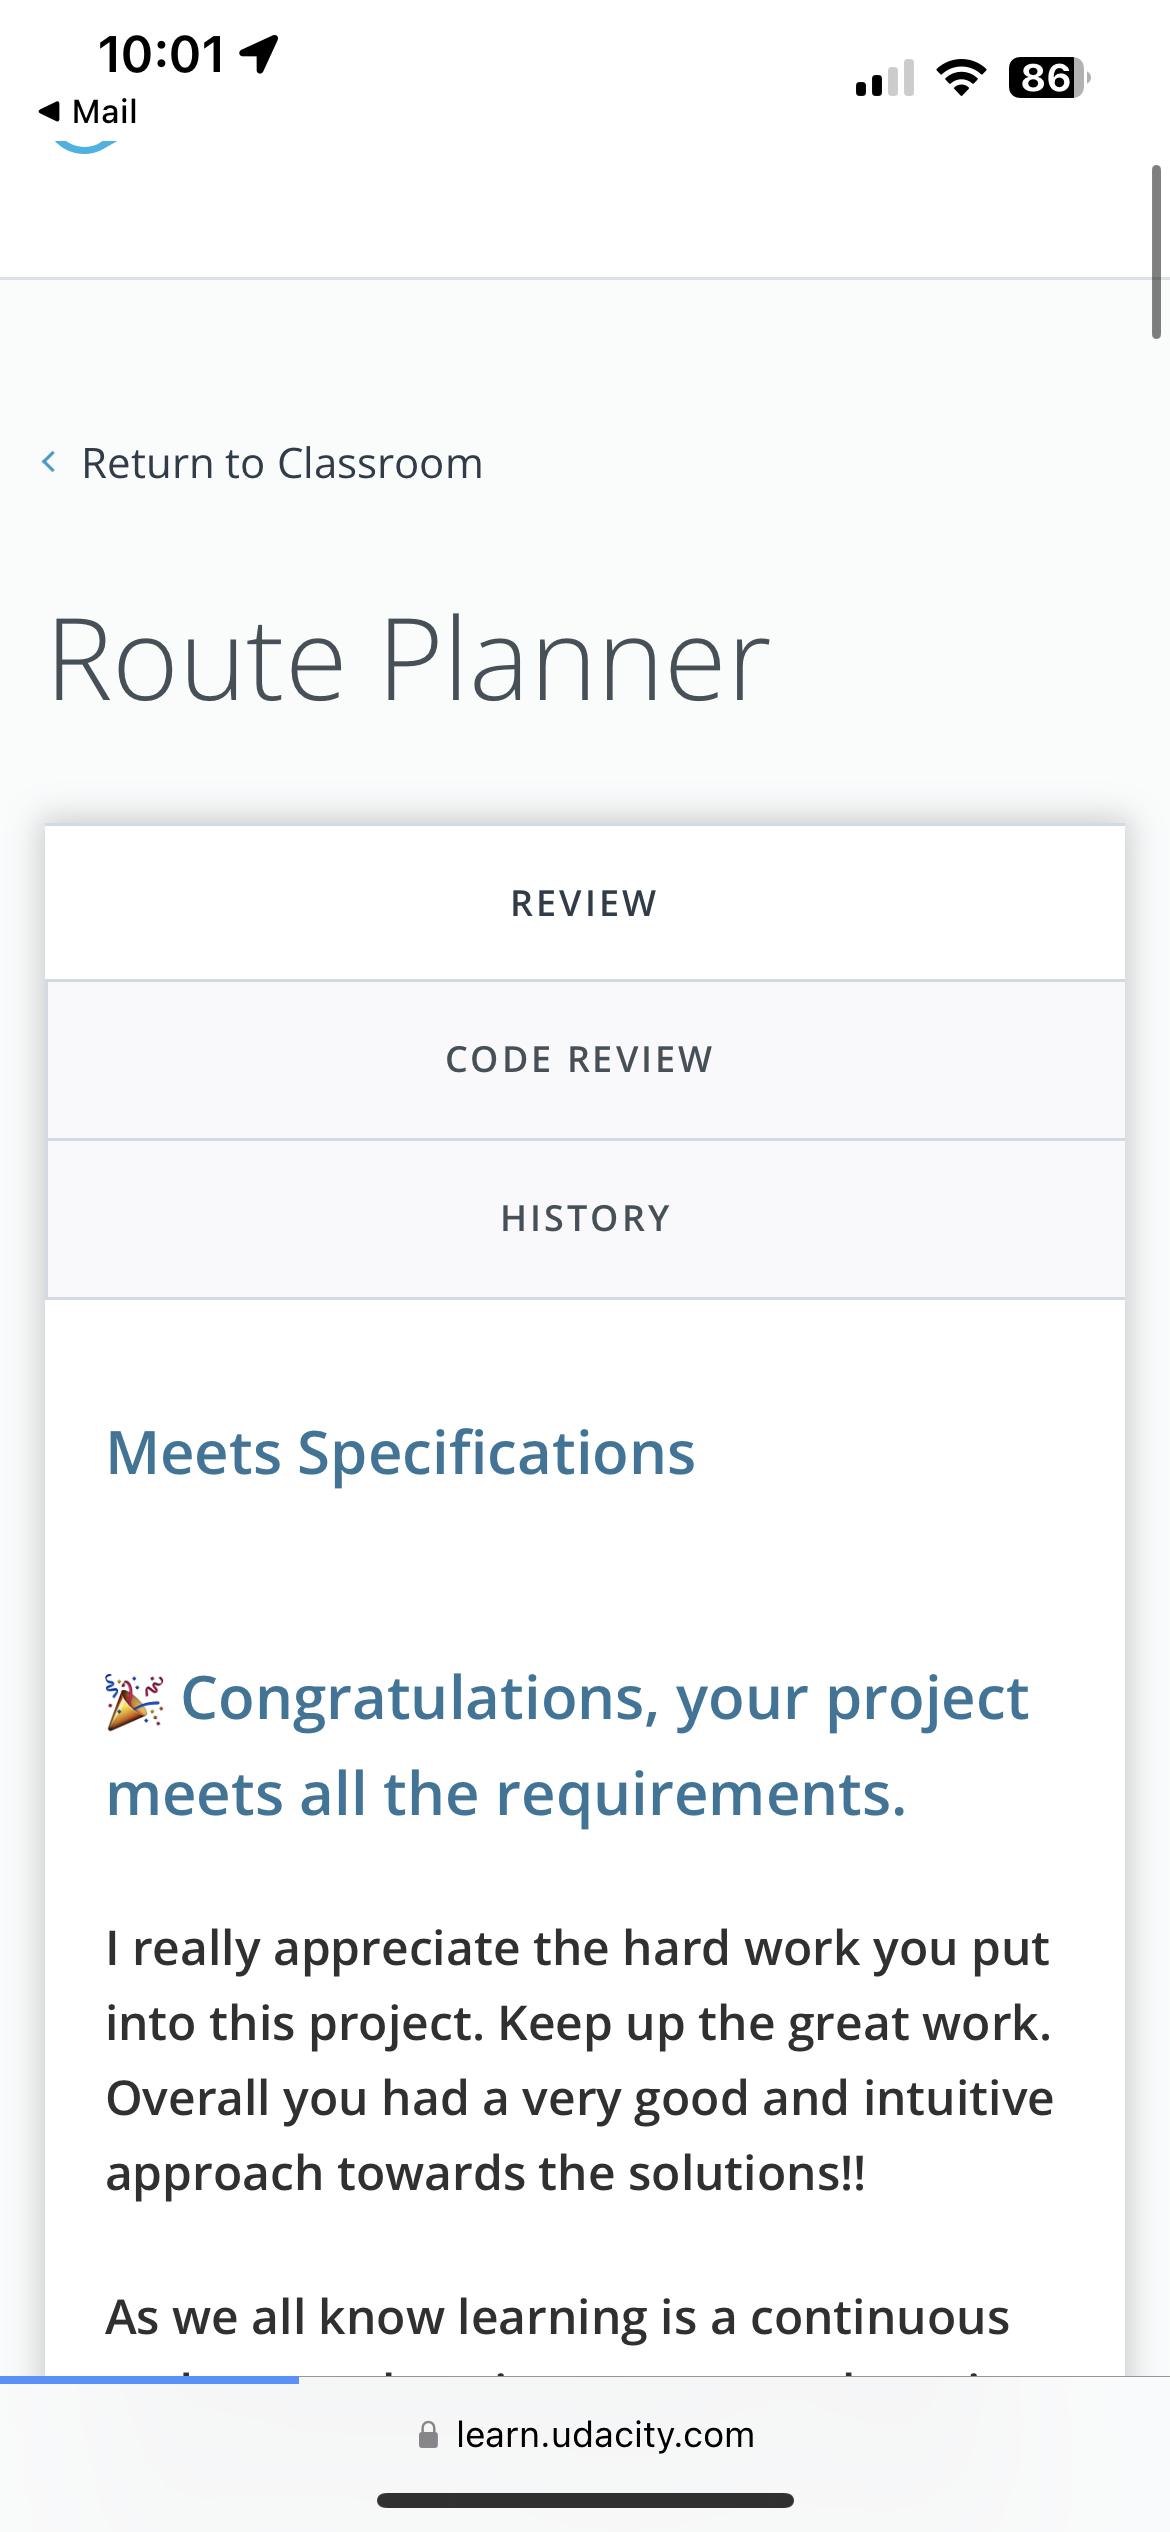 10:01
86
Mail
Return to Classroom
Route Planner
REVIEW
CODE REVIEW
HISTORY
Meets Specifications
🎉 Congratulations, your project
meets all the requirements.
I really appreciate the hard work you put
into this project. Keep up the great work.
Overall you had a very good and intuitive
approach towards the solutions!!
As we all know learning is a continuous
learn.udacity.com